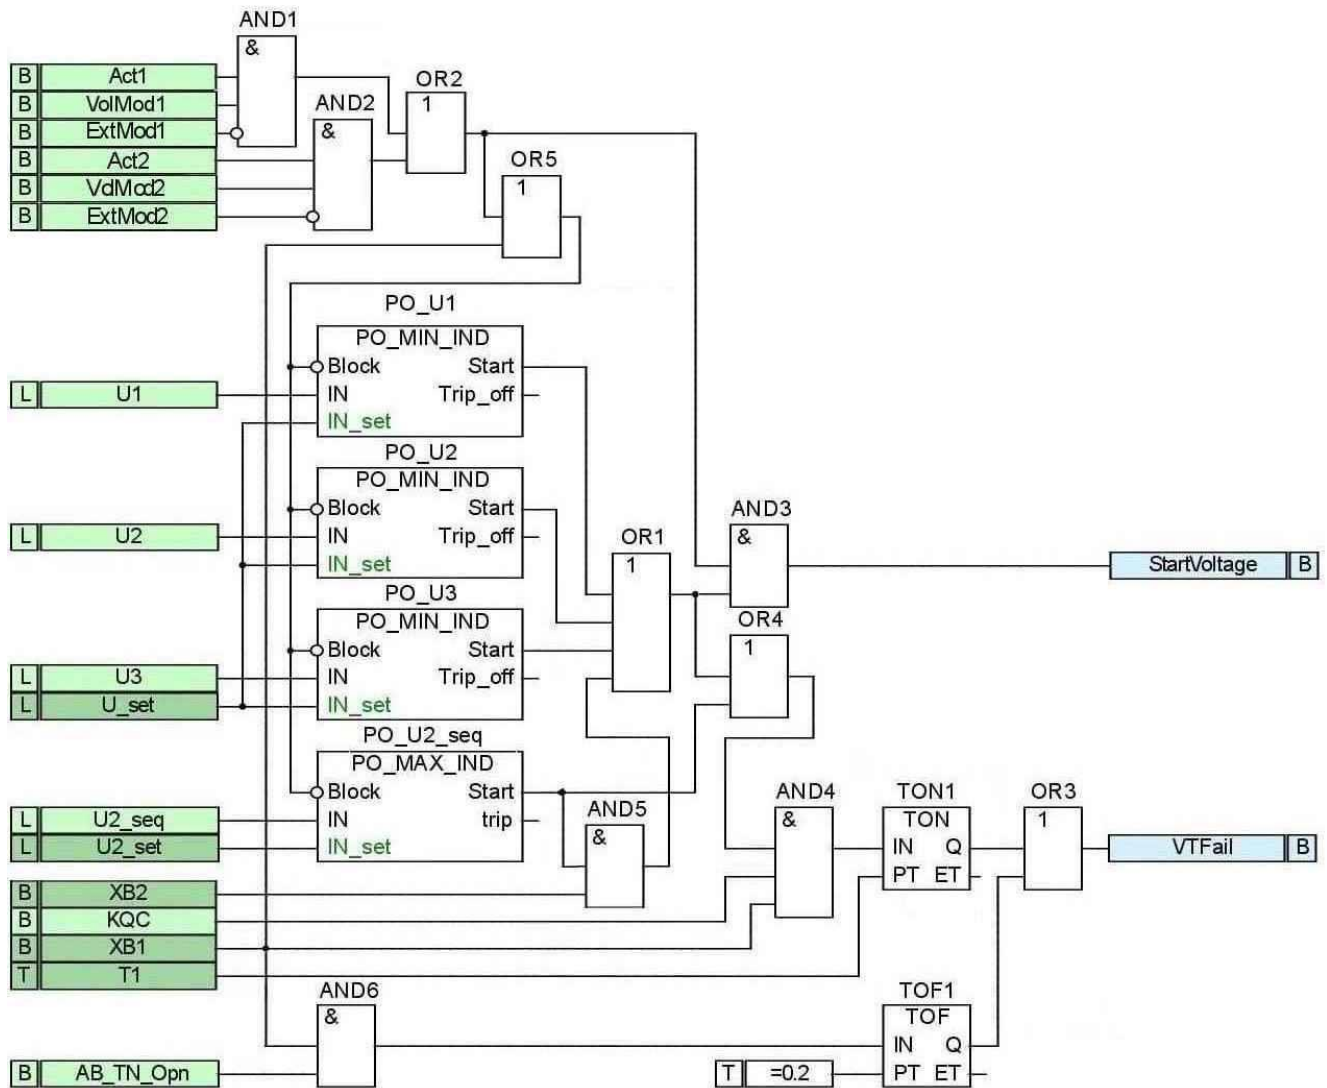 AND1
&
B Act1
OR2
B VolMod1
AND2
1
B ExtMod1
&
B Act2
OR5
1
B VdMod2
B ExtMod2
PO_U1
PO_MIN_IND
Block Start
L U1
IN Trip_off
IN_set
PO_U2
PO_MIN_IND
Block Start
L U2
IN Trip_off
IN_set
AND3
&
OR1
1
StartVoltage B
PO_U3
PO_MIN_IND
Block Start
OR4
1
L U3
IN Trip_off
L U_set
IN_set
PO_U2_seq
PO_MAX_IND
Block Start
L U2_seq
IN trip
L U2_set
IN_set
AND5
&
AND4
&
TON1
TON
IN Q
PT ET
OR3
1
VTFail B
B XB2
B KQC
B XB1
T T1
AND6
&
TOF1
TOF
IN Q
B AB_TN_Opn
T =0.2
PT ET